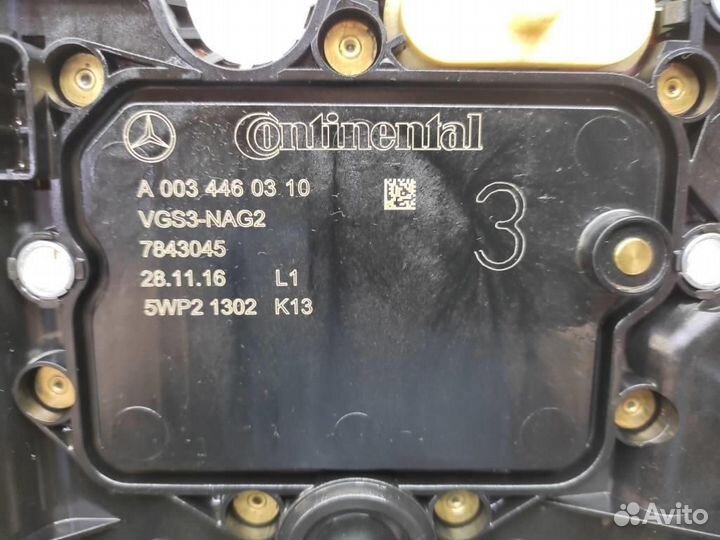 Continental
A 003 446 03 10
VGS3-NAG2
7843045
28.11.16 L1
5WP2 1302 K13
3
Avito